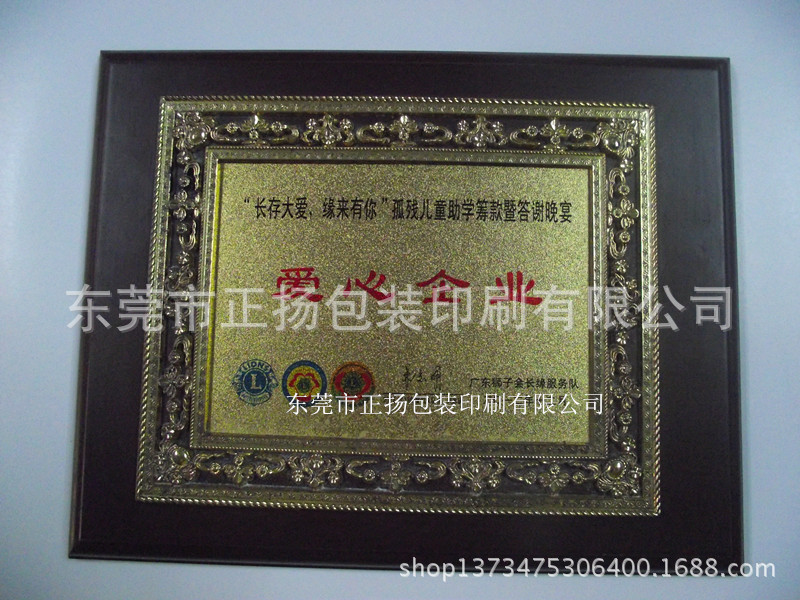 “长存大爱，缘来有你”孤残儿童助学筹款暨答谢晚宴
爱心企业
东莞市正扬包装印刷有限公司
LIONS
L
广东狮子会长缘服务队
东莞市正扬包装印刷有限公司
shop1373475306400.1688.com